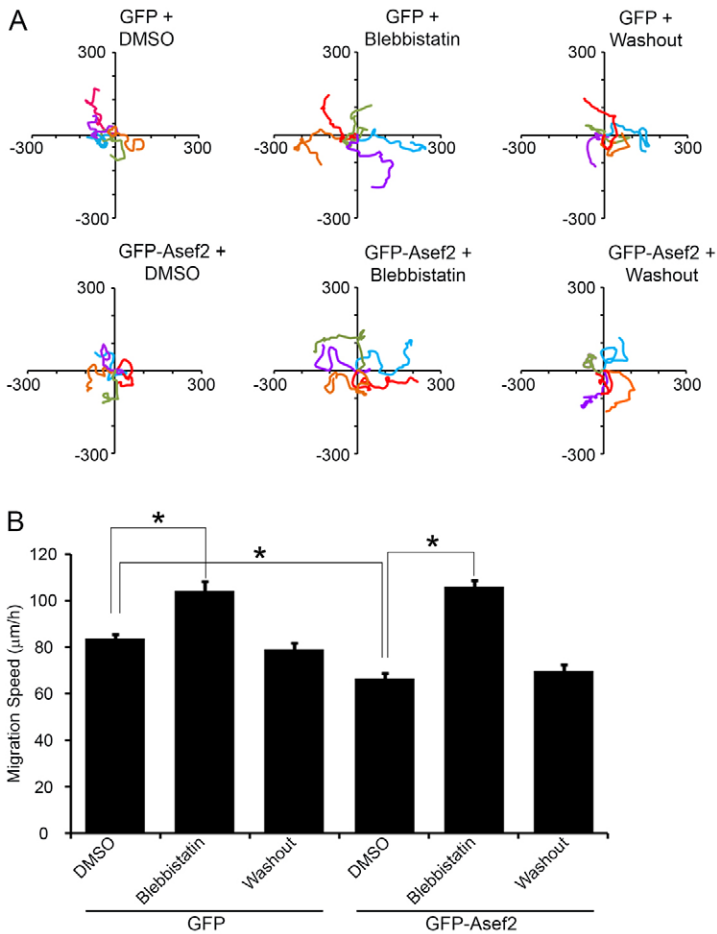 A
GFP +
DMSO
GFP +
Blebbistatin
GFP +
Washout
300
300
300
-300
300
-300
300
-300
300
-300
-300
-300
GFP-Asef2 +
DMSO
GFP-Asef2 +
Blebbistatin
GFP-Asef2 +
Washout
300
300
300
-300
300
-300
300
-300
300
-300
-300
-300
B
Migration Speed (μm/h)
120
100
80
60
40
20
0
*
*
*
DMSO
Blebbistatin
Washout
DMSO
Blebbistatin
Washout
GFP
GFP-Asef2